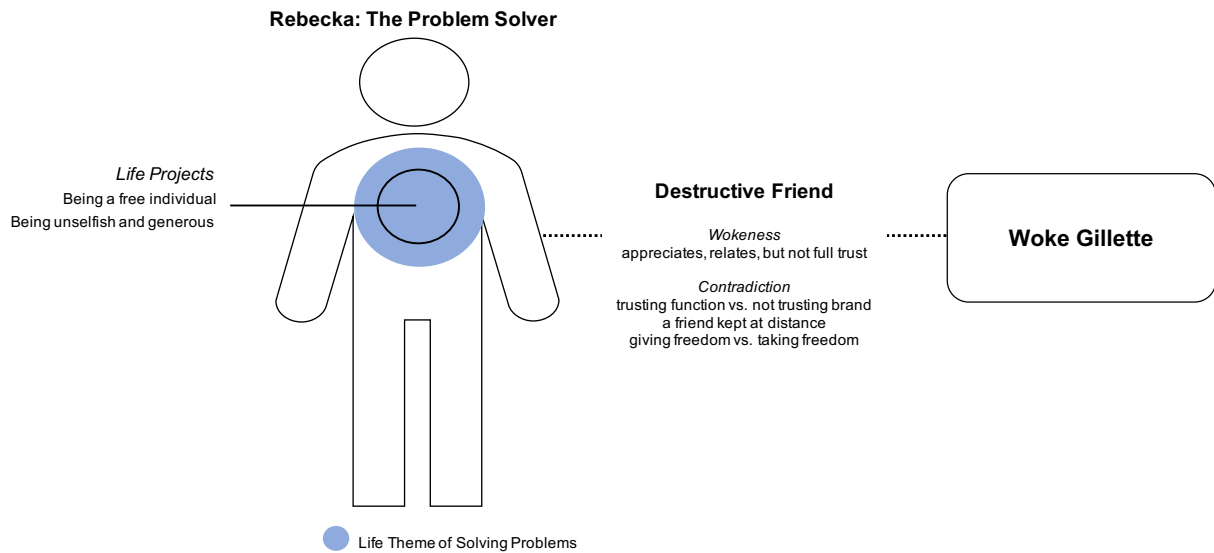 Rebecka: The Problem Solver
Life Projects
Being a free individual
Being unselfish and generous
Destructive Friend
Wokeness
appreciates, relates, but not full trust
Contradiction
trusting function vs. not trusting brand
a friend kept at distance
giving freedom vs. taking freedom
Woke Gillette
Life Theme of Solving Problems